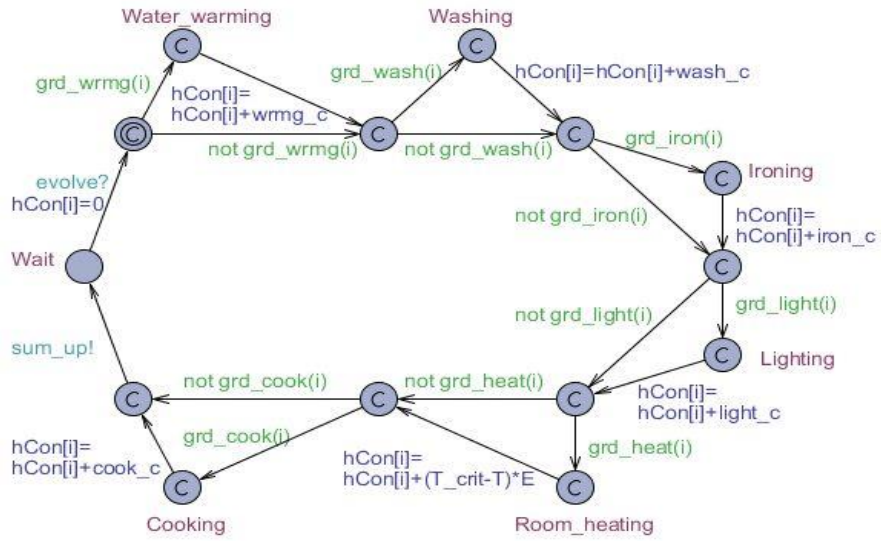 Water_warming
Washing
C
C
grd_wrmg(i)
hCon[i]=
hCon[i]+wrmg_c
grd_wash(i)
hCon[i]=hCon[i]+wash_c
C
C
C
not grd_wrmg(i)
not grd_wash(i)
grd_iron(i)
C
Ironing
evolve?
hCon[i]=0
not grd_iron(i)
hCon[i]=
hCon[i]+iron_c
Wait
C
not grd_light(i)
grd_light(i)
sum_up!
C
Lighting
not grd_cook(i)
not grd_heat(i)
hCon[i]=
hCon[i]+light_c
C
C
C
hCon[i]=
hCon[i]+cook_c
grd_cook(i)
hCon[i]=
hCon[i]+(T_crit-T)*E
grd_heat(i)
C
C
Cooking
Room_heating